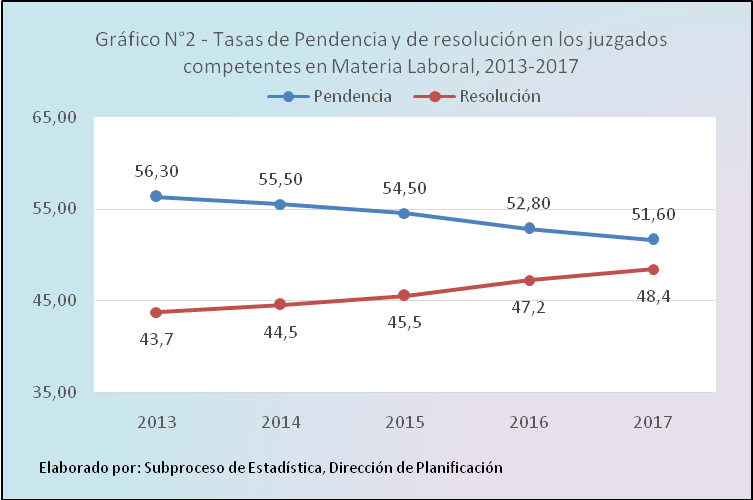 Gráfico N°2 - Tasas de Pendencia y de resolución en los juzgados
competentes en Materia Laboral, 2013-2017
Pendencia Resolución
65,00
56,30 55,50 54,50 52,80 51,60
55,00
45,00
43,7 44,5 45,5 47,2 48,4
35,00
2013 2014 2015 2016 2017
Elaborado por: Subproceso de Estadística, Dirección de Planificación